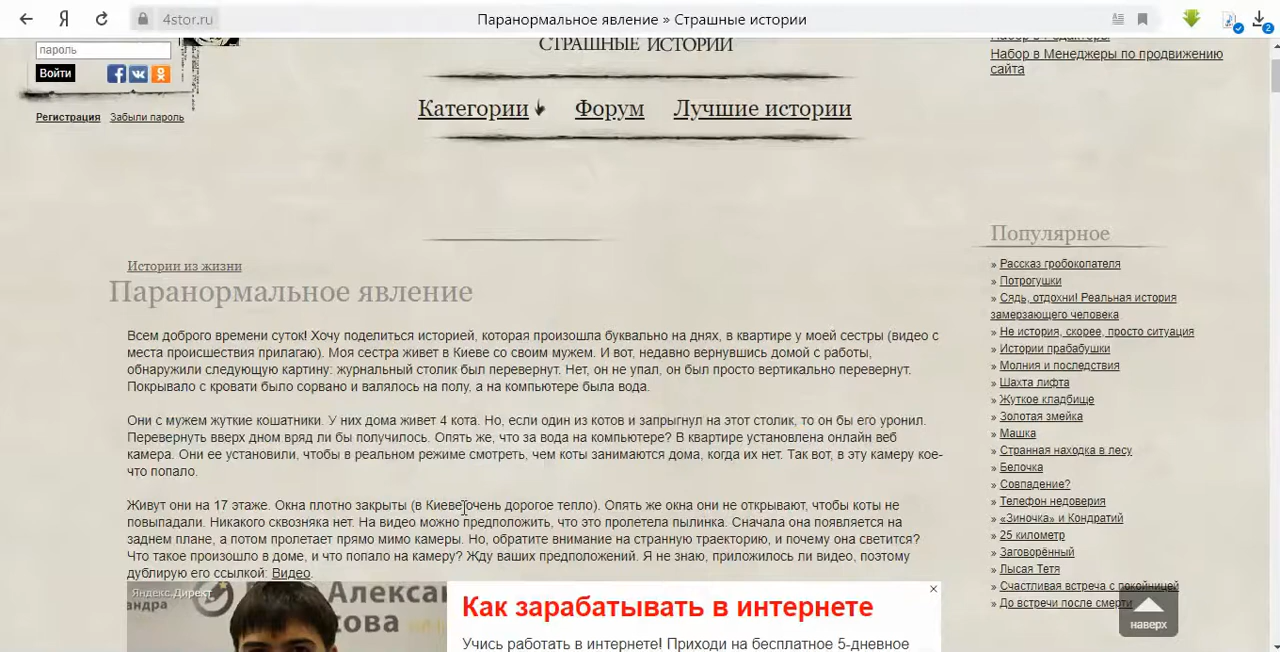 4stor.ru
Паранормальное явление » Страшные истории
2
пароль
Войти
Регистрация
Забыли пароль
СТРАШНЫЕ ИСТОРИИ
Категории
Форум
Лучшие истории
Набор в Редакторы
Набор в Менеджеры по продвижению
сайта
Истории из жизни
Паранормальное явление
Всем доброго времени суток! Хочу поделиться историей, которая произошла буквально на днях, в квартире у моей сестры (видео с
места происшествия прилагаю). Моя сестра живет в Киеве со своим мужем. И вот, недавно вернувшись домой с работы,
обнаружили следующую картину: журнальный столик был перевернут. Нет, он не упал, он был просто вертикально перевернут.
Покрывало с кровати было сорвано и валялось на полу, а на компьютере была вода.
Они с мужем жуткие кошатники. У них дома живет 4 кота. Но, если один из котов и запрыгнул на этот столик, то он бы его уронил.
Перевернуть вверх дном вряд ли бы получилось. Опять же, что за вода на компьютере? В квартире установлена онлайн веб
камера. Они ее установили, чтобы в реальном режиме смотреть, чем коты занимаются дома, когда их нет. Так вот, в эту камеру кое-
что попало.
Живут они на 17 этаже. Окна плотно закрыты (в Киеве очень дорогое тепло). Опять же окна они не открывают, чтобы коты не
повыпадали. Никакого сквозняка нет. На видео можно предположить, что это пролетела пылинка. Сначала она появляется на
заднем плане, а потом пролетает прямо мимо камеры. Но, обратите внимание на странную траекторию, и почему она светится?
Что такое произошло в доме, и что попало на камеру? Жду ваших предположений. Я не знаю, приложилось ли видео, поэтому
дублирую его ссылкой: Видео.
Яндекс.Директ
Алекса
андра
сова
Как зарабатывать в интернете
Учись работать в интернете! Приходи на бесплатное 5-дневное
Популярное
» Рассказ гробокопателя
» Потрогушки
» Сядь, отдохни! Реальная история
замерзающего человека
» Не история, скорее, просто ситуация
» Истории прабабушки
» Молния и последствия
» Шахта лифта
» Жуткое кладбище
» Золотая змейка
» Машка
» Странная находка в лесу
» Белочка
» Совпадение?
» Телефон недоверия
» «Зиночка» и Кондратий
» 25 километр
» Заговорённый
» Лысая Тетя
» Счастливая встреча с покойницей
» До встречи после смерти
наверх